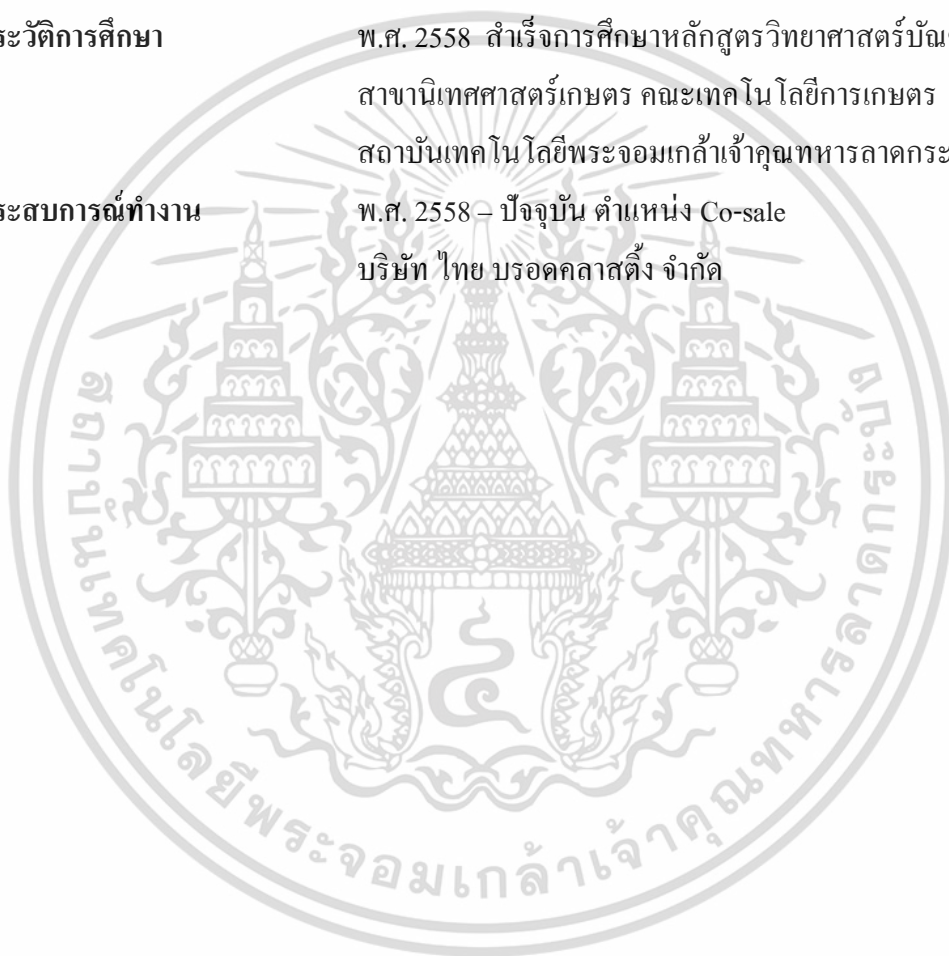 ระวัติการศึกษา พ.ศ. 2558 สำเร็จการศึกษาหลักสูตรวิทยาศาสตร์บัณ
สาขานิเทศศาสตร์เกษตร คณะเทคโนโลยีการเกษตร
สถาบันเทคโนโลยีพระจอมเกล้าเจ้าคุณทหารลาดกระ
ระสบการณ์ทำงาน พ.ศ. 2558 – ปัจจุบัน ตำแหน่ง Co-sale
บริษัท ไทย บรอดคลาสติ้ง จำกัด
สถาบันเทคโนโลยีพระจอมเกล้าเจ้าคุณทหารลาดกระบัง